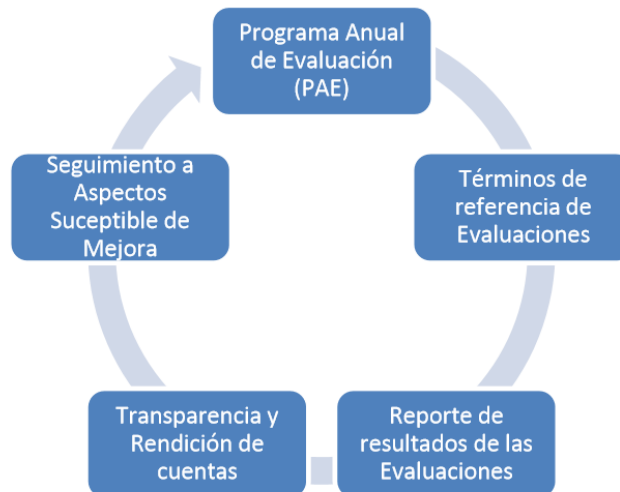 Programa Anual
de Evaluación
(PAE)
Términos de
referencia de
Evaluaciones
Reporte de
resultados de las
Evaluaciones
Transparencia y
Rendición de
cuentas
Seguimiento a
Aspectos
Suceptible de
Mejora